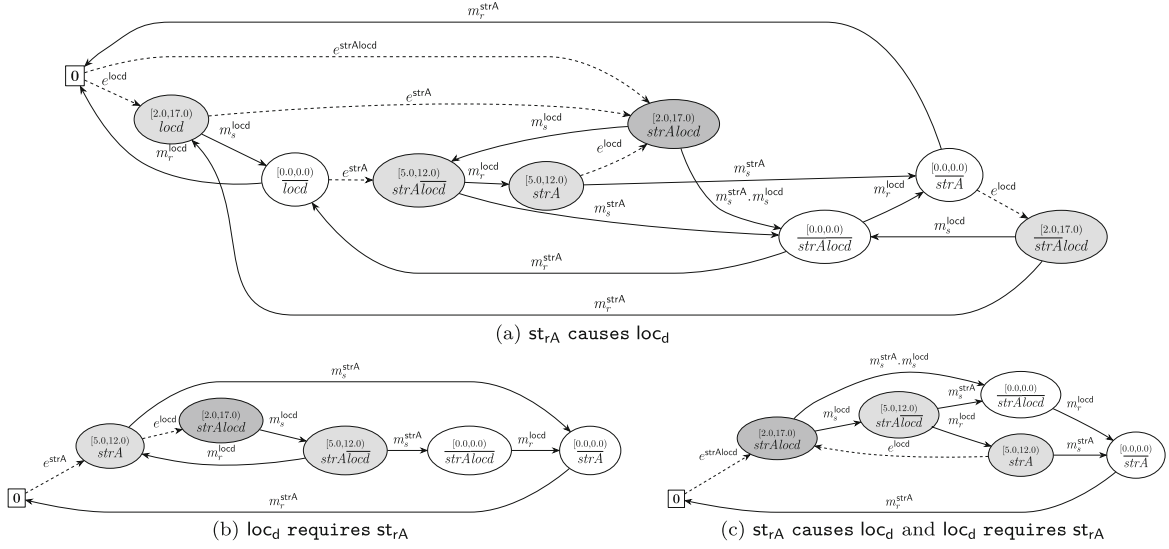 m_r^strA
e^strAlocd
0
e^locd
e^strA
[2.0,17.0)
locd
[2.0,17.0)
strAlocd
m_s^locd
m_s^locd
e^locd
m_r^locd
[0.0,0.0)
locd
e^strA
[5.0,12.0)
strAlocd
m_r^locd
[5.0,12.0)
strA
m_s^strA
[0.0,0.0)
strA
e^locd
m_s^strA
m_s^strA.m_s^locd
m_r^locd
[0.0,0.0)
strAlocd
m_s^locd
[2.0,17.0)
strAlocd
m_r^strA
m_r^strA
(a) st_rA causes loc_d
m_s^strA
[5.0,12.0)
strA
e^locd
[2.0,17.0)
strAlocd
m_s^locd
m_r^locd
[5.0,12.0)
strAlocd
m_s^strA
[0.0,0.0)
strAlocd
m_r^locd
[0.0,0.0)
strA
e^strA
0
m_r^strA
(b) loc_d requires st_rA
m_s^strA.m_s^locd
[2.0,17.0)
strAlocd
m_s^locd
[5.0,12.0)
strAlocd
m_s^strA
m_r^locd
[0.0,0.0)
strAlocd
m_r^locd
e^locd
[5.0,12.0)
strA
m_s^strA
[0.0,0.0)
strA
e^strAlocd
0
m_r^strA
(c) st_rA causes loc_d and loc_d requires st_rA